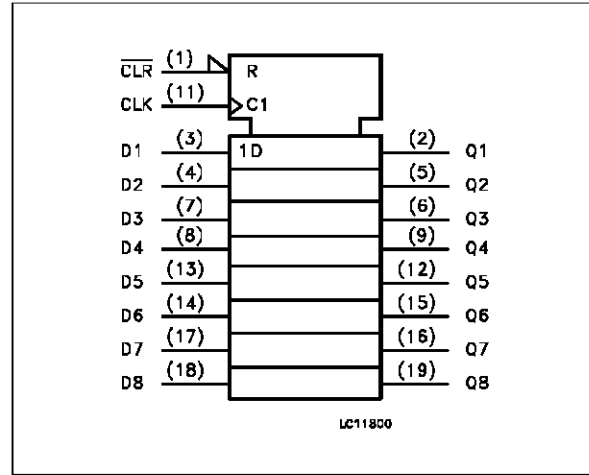 C̅L̅R̅ (1) R
CLK (11) C1
D1 (3) 1D (2) Q1
D2 (4) (5) Q2
D3 (7) (6) Q3
D4 (8) (9) Q4
D5 (13) (12) Q5
D6 (14) (15) Q6
D7 (17) (16) Q7
D8 (18) (19) Q8
LC11800